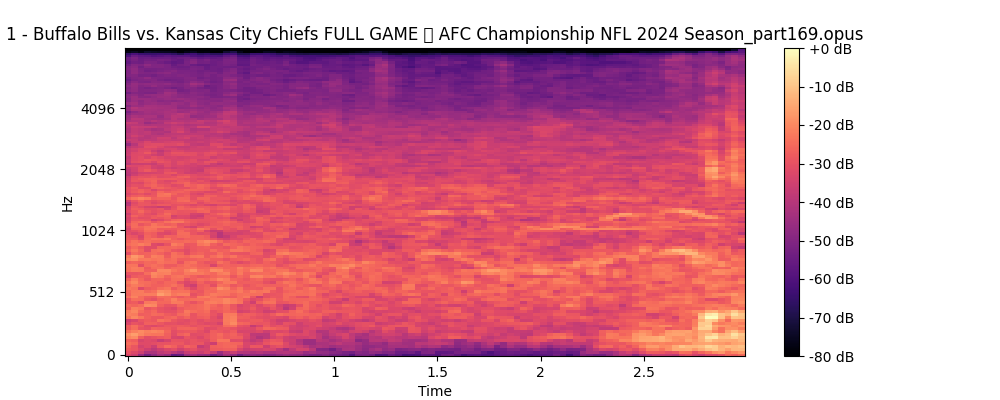 1 - Buffalo Bills vs. Kansas City Chiefs FULL GAME ▯ AFC Championship NFL 2024 Season_part169.opus
+0 dB
4096
-10 dB
-20 dB
2048
-30 dB
Hz
-40 dB
1024
-50 dB
512
-60 dB
-70 dB
0
-80 dB
0 0.5 1 1.5 2 2.5
Time